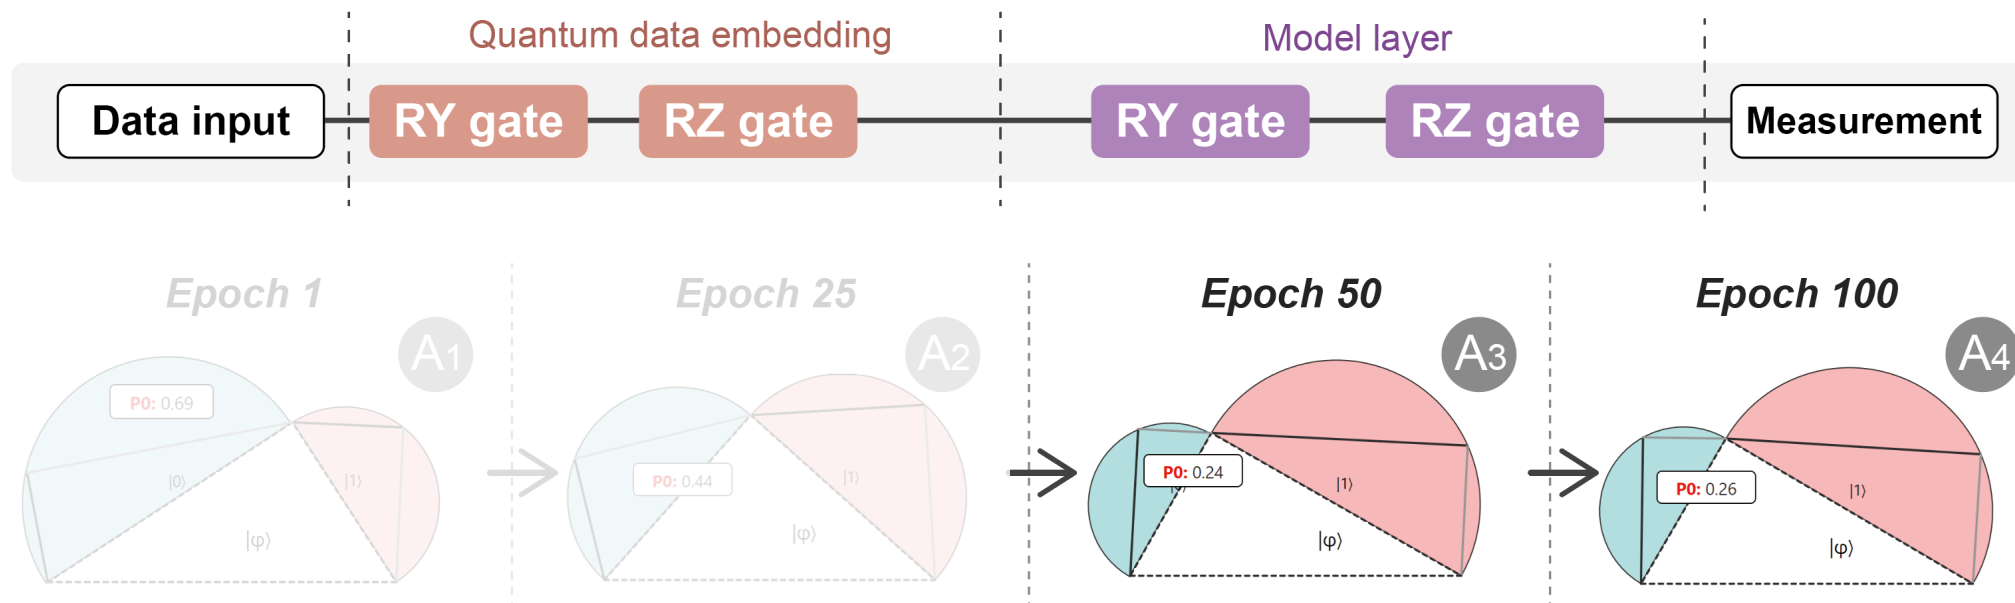 Quantum data embedding
Model layer
Data input
RY gate
RZ gate
RY gate
RZ gate
Measurement
Epoch 1
Epoch 25
Epoch 50
Epoch 100
A1
A2
A3
A4
P0: 0.69
|0⟩
|1⟩
|φ⟩
P0: 0.44
|1⟩
|φ⟩
P0: 0.24
|1⟩
|φ⟩
P0: 0.26
|1⟩
|φ⟩